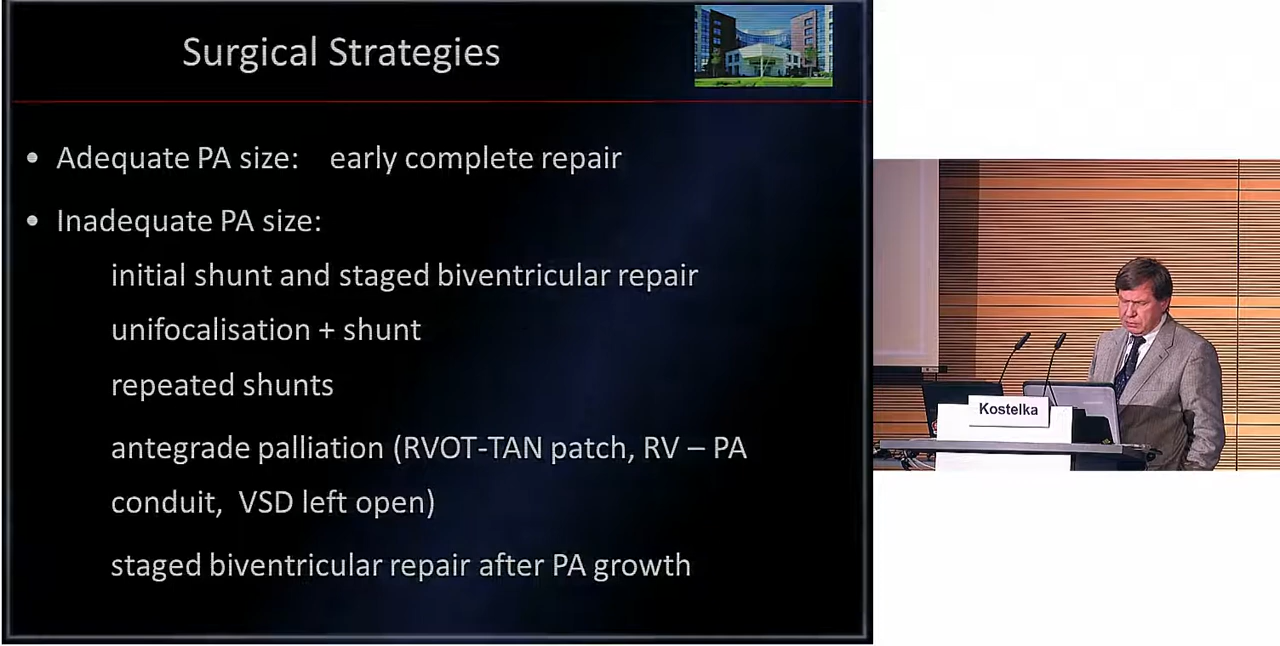 Surgical Strategies
• Adequate PA size: early complete repair
• Inadequate PA size:
initial shunt and staged biventricular repair
unifocalisation + shunt
repeated shunts
antegrade palliation (RVOT-TAN patch, RV – PA
conduit, VSD left open)
staged biventricular repair after PA growth
Kostelka